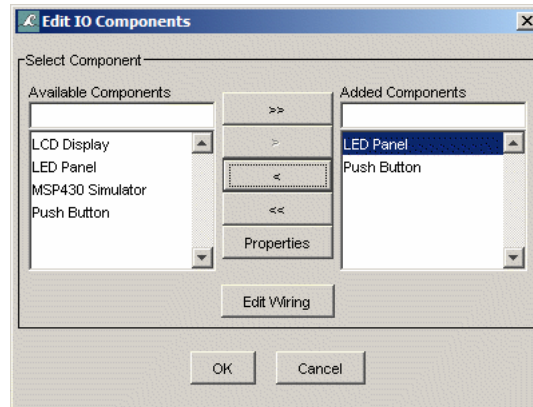 Edit IO Components
Select Component
Available Components
Added Components
>>
>
<
<<
Properties
LCD Display
LED Panel
MSP430 Simulator
Push Button
LED Panel
Push Button
Edit Wiring
OK
Cancel